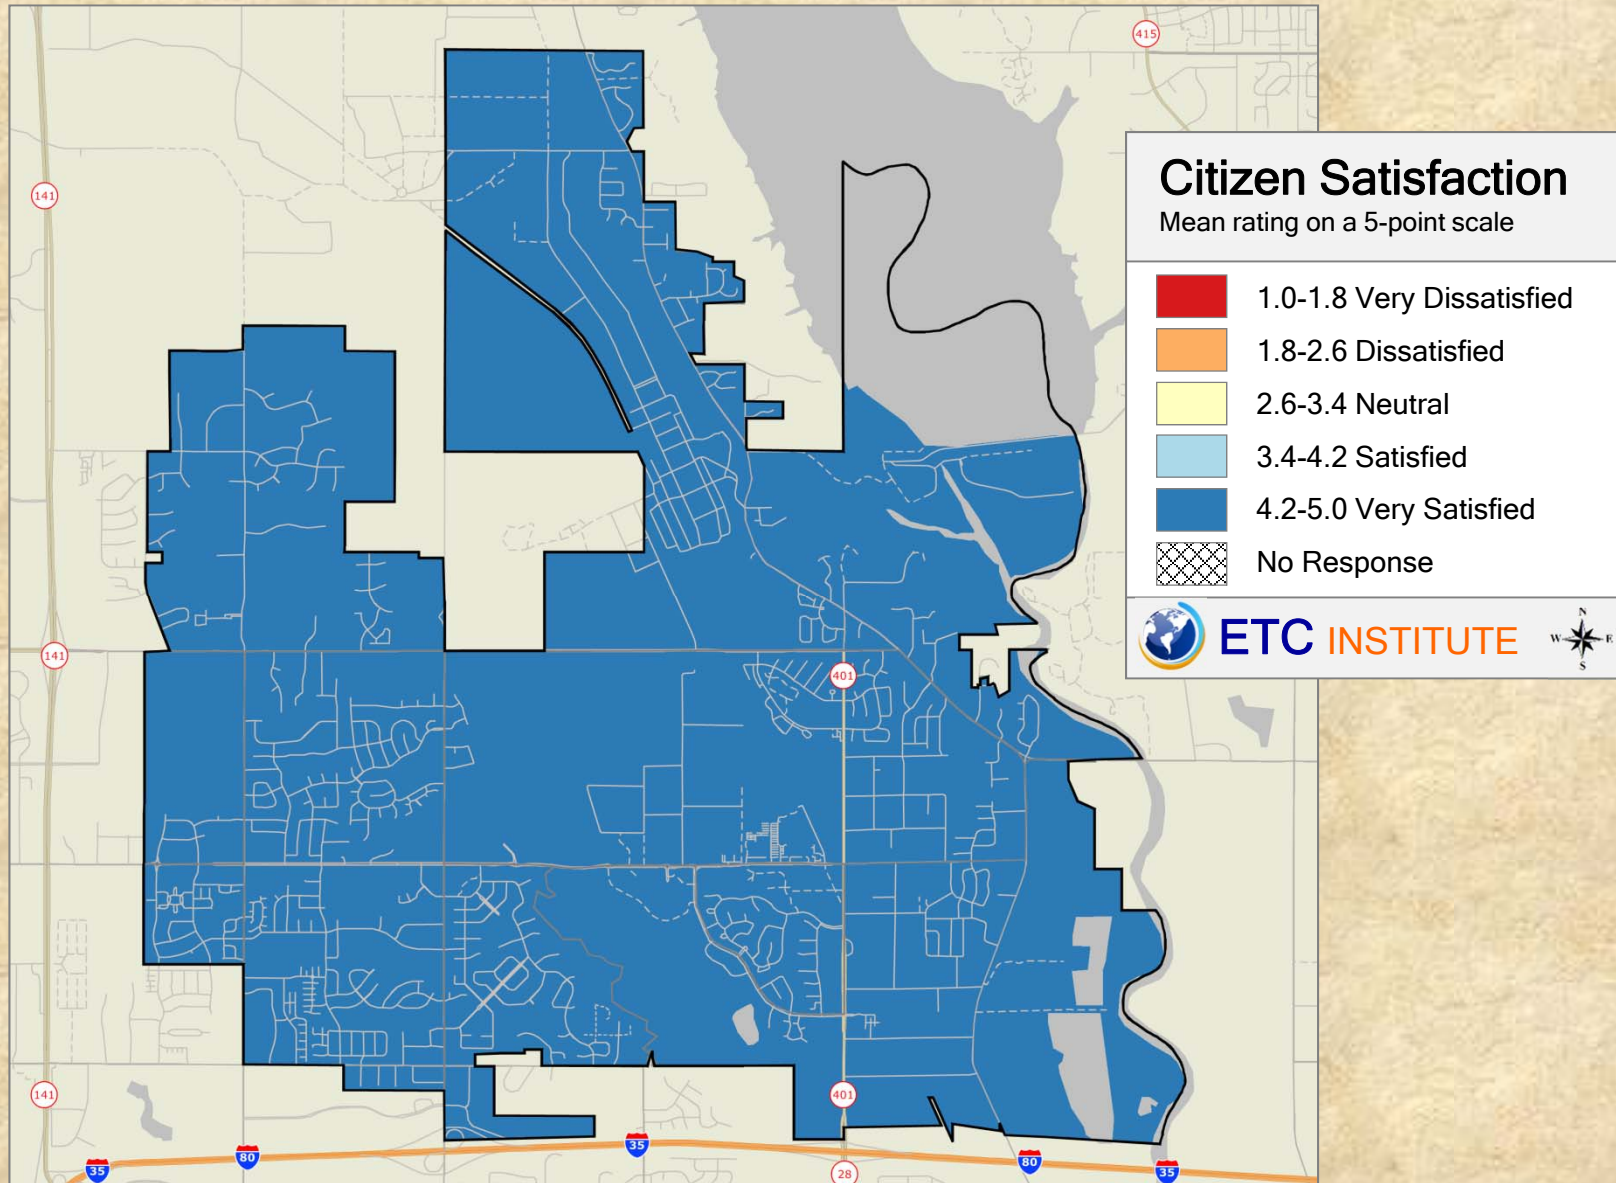 415
141
Citizen Satisfaction
Mean rating on a 5-point scale
1.0-1.8 Very Dissatisfied
1.8-2.6 Dissatisfied
2.6-3.4 Neutral
3.4-4.2 Satisfied
4.2-5.0 Very Satisfied
No Response
ETC INSTITUTE
N
W E
S
141
401
141
401
35
80
35
80
35
28